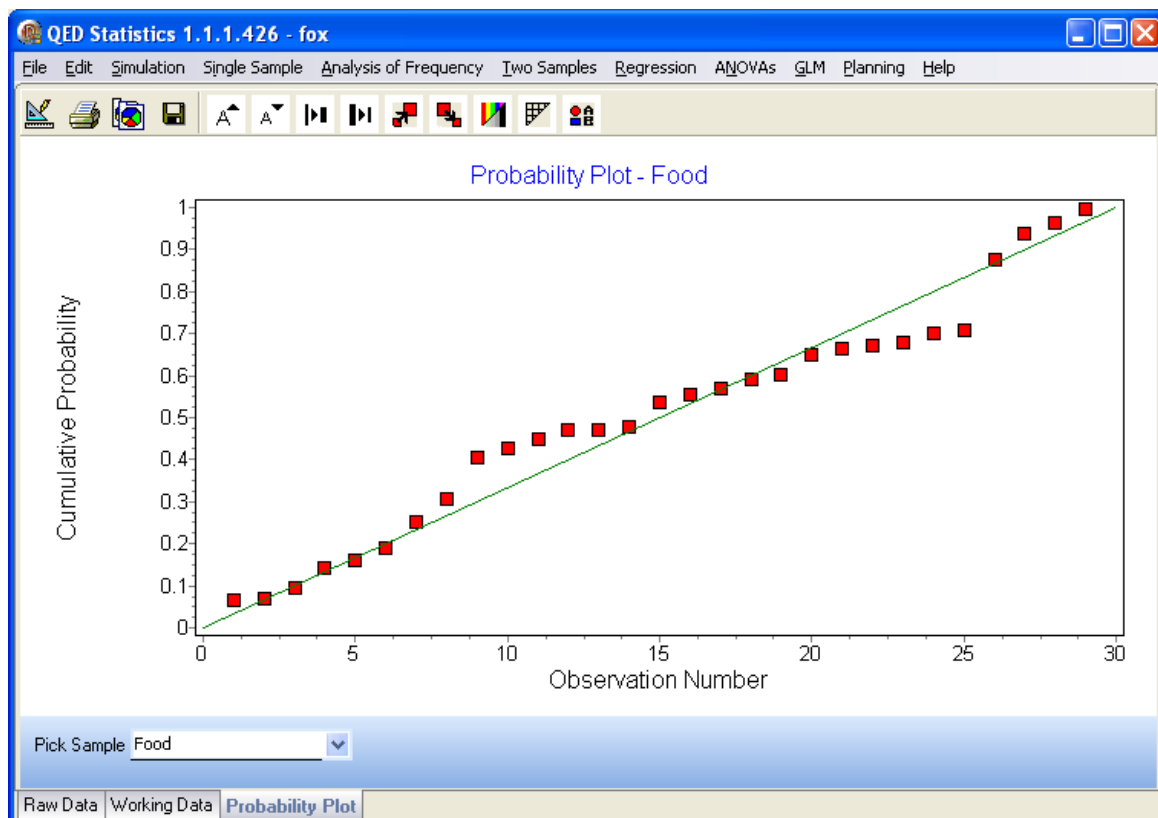 QED Statistics 1.1.1.426 - fox
File Edit Simulation Single Sample Analysis of Frequency Two Samples Regression ANOVAs GLM Planning Help
A A
A B
Probability Plot - Food
Cumulative Probability
1
0.9
0.8
0.7
0.6
0.5
0.4
0.3
0.2
0.1
0
0 5 10 15 20 25 30
Observation Number
Pick Sample Food
Raw Data Working Data Probability Plot